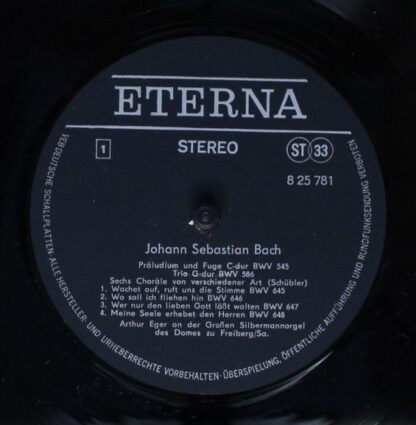 ETERNA
1
STEREO
ST 33
8 25 781
Johann Sebastian Bach
Präludium und Fuge C-dur BWV 545
Trio G-dur BWV 586
Sechs Choräle von verschiedener Art (Schübler)
1. Wachet auf, ruft uns die Stimme BWV 645
2. Wo soll ich fliehen hin BWV 646
3. Wer nur den lieben Gott läßt walten BWV 647
4. Meine Seele erhebet den Herren BWV 648
Arthur Eger an der Großen Silbermannorgel
des Domes zu Freiberg/Sa.
VEB DEUTSCHE SCHALLPLATTEN · ALLE HERSTELLER- UND URHEBERRECHTE VORBEHALTEN · ÜBERSPIELUNG, ÖFFENTLICHE AUFFÜHRUNG UND RUNDFUNKSENDUNG VERBOTEN